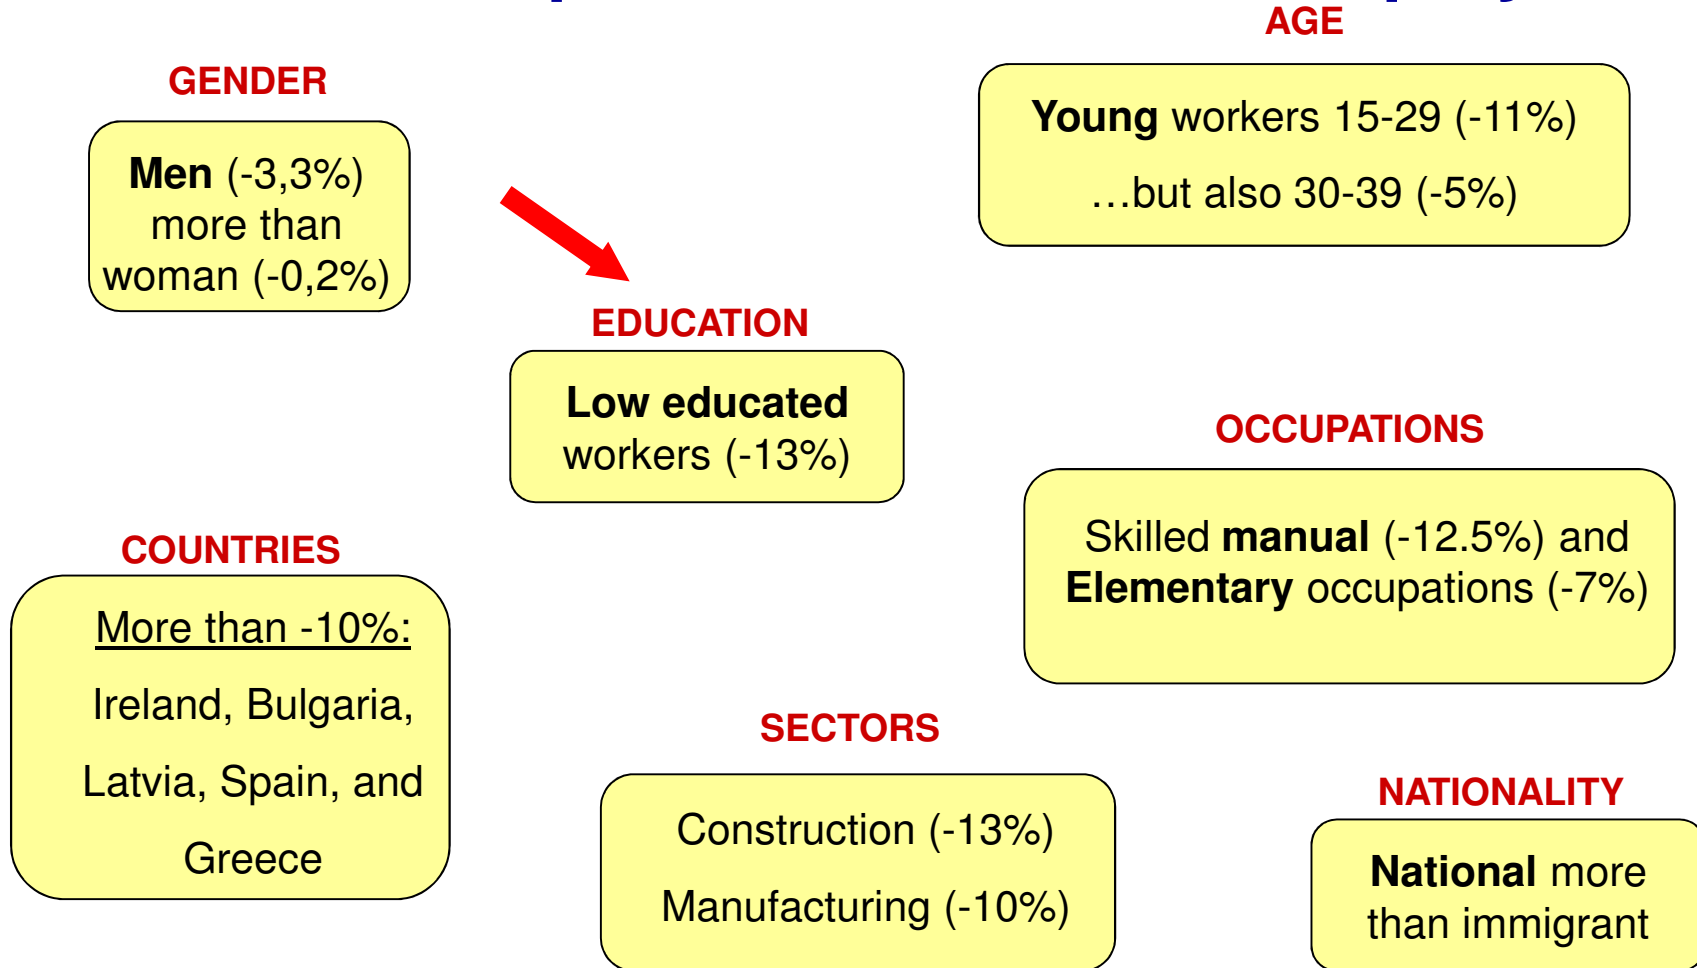 AGE
GENDER
Young workers 15-29 (-11%)
…but also 30-39 (-5%)
Men (-3,3%)
more than
woman (-0,2%)
EDUCATION
Low educated
workers (-13%)
OCCUPATIONS
Skilled manual (-12.5%) and
Elementary occupations (-7%)
COUNTRIES
More than -10%:
Ireland, Bulgaria,
Latvia, Spain, and
Greece
SECTORS
Construction (-13%)
Manufacturing (-10%)
NATIONALITY
National more
than immigrant